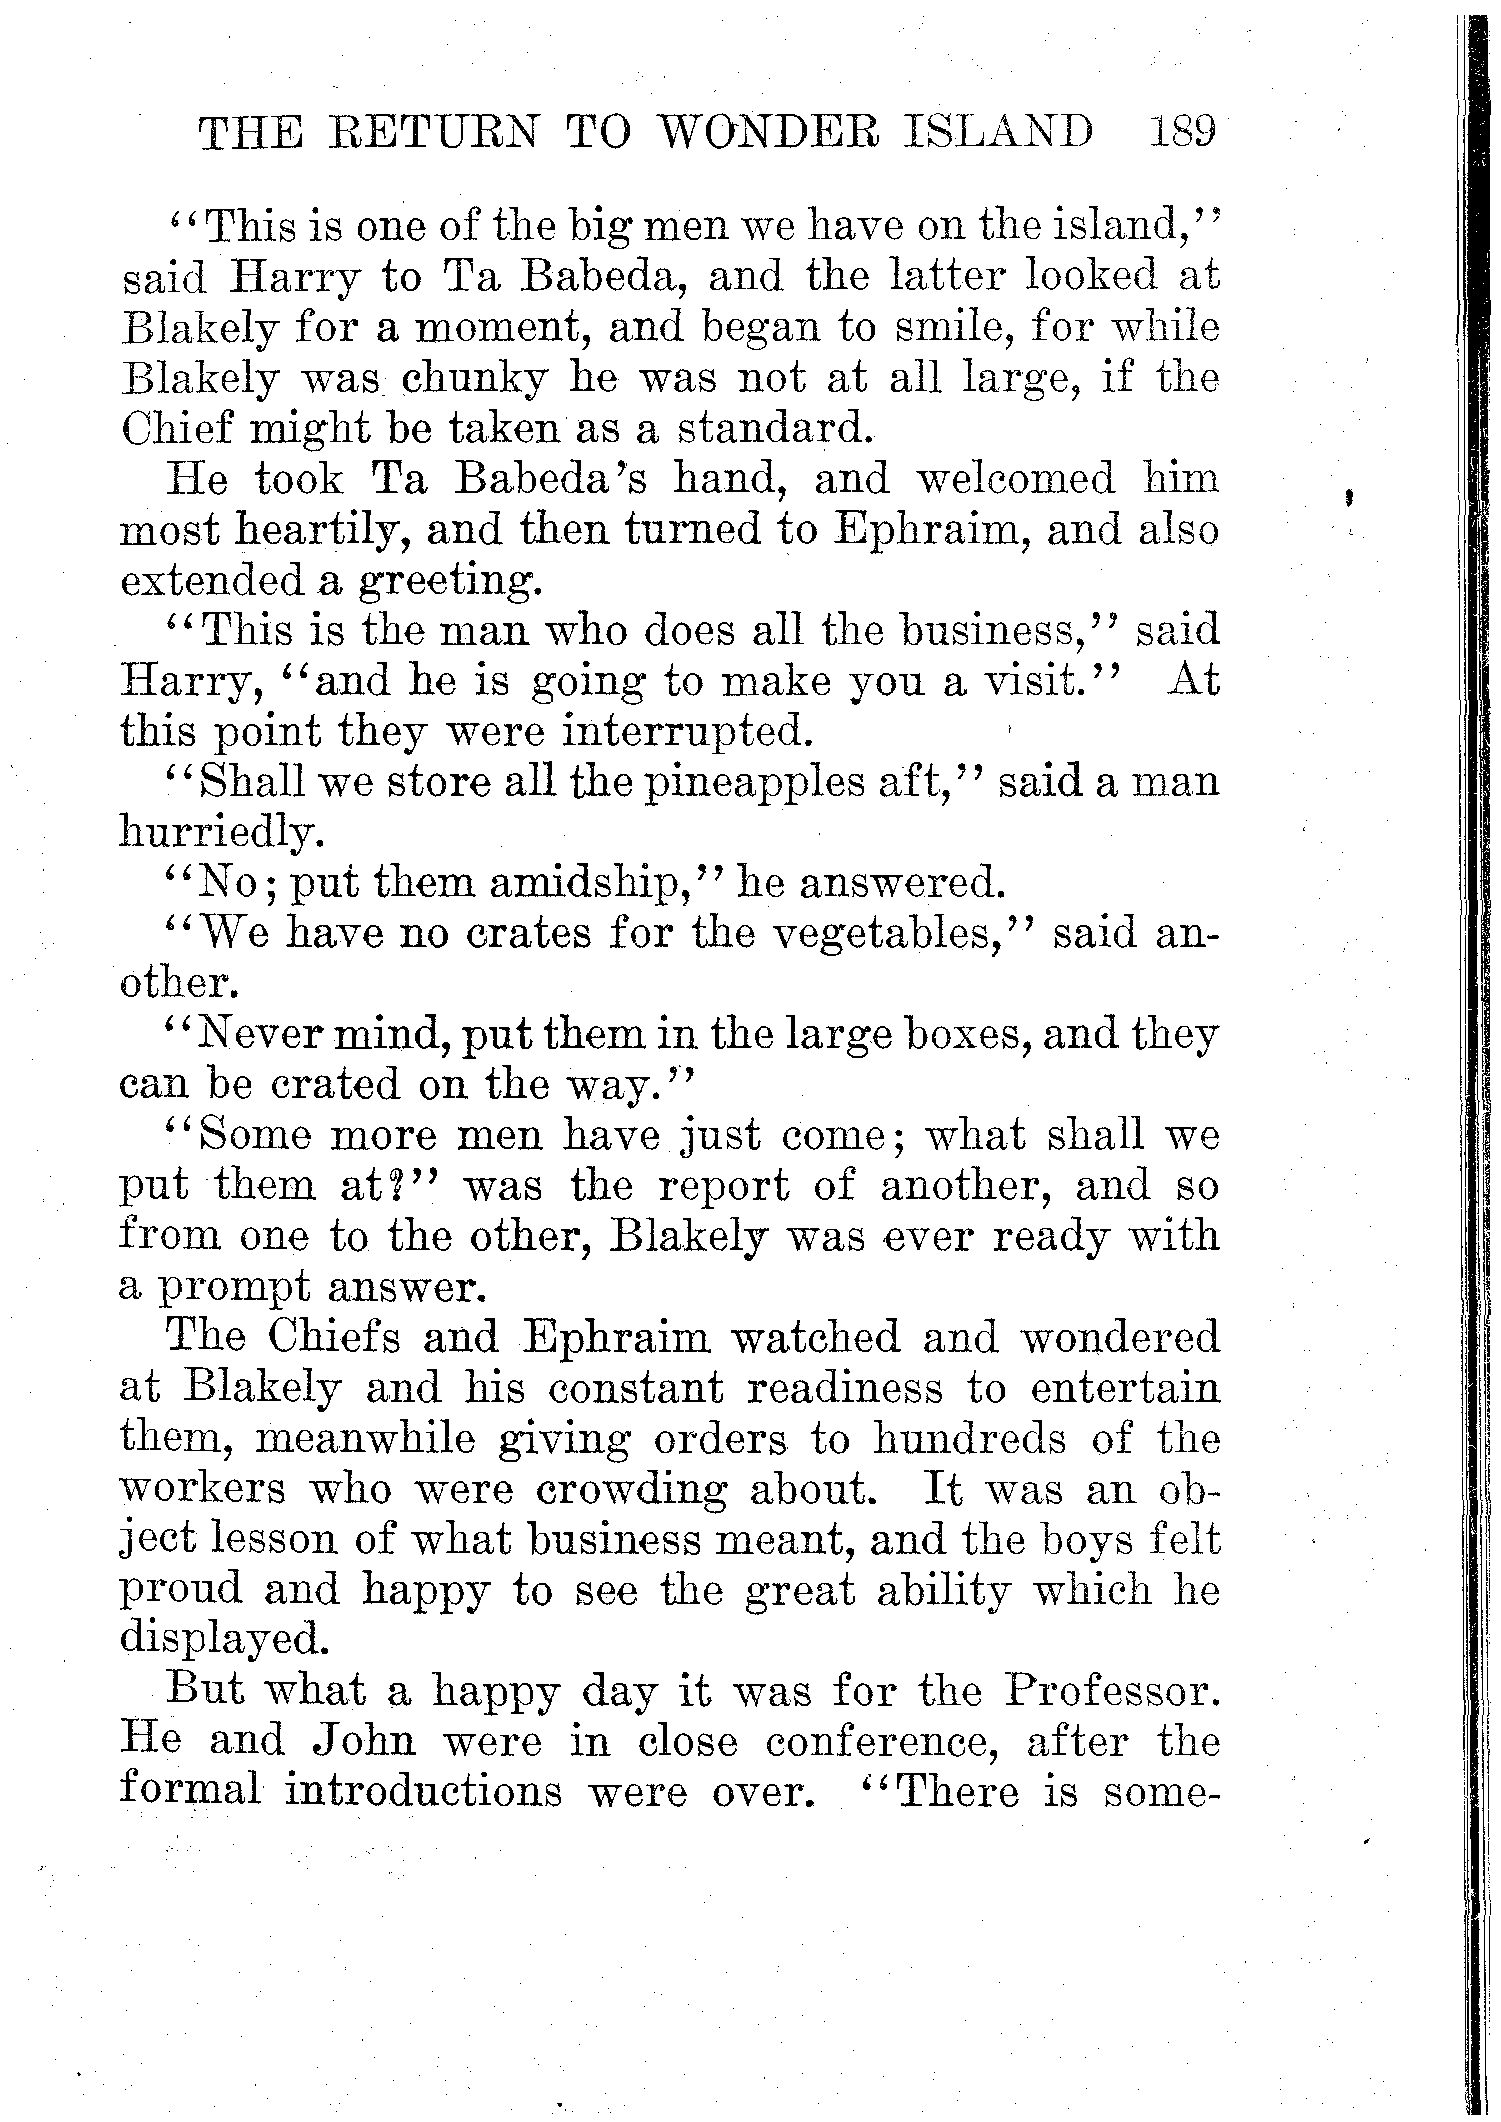 THE RETURN TO WONDER ISLAND 189
"This is one of the big men we have on the island,"
said Harry to Ta Babeda, and the latter looked at
Blakely for a moment, and began to smile, for while
Blakely was chunky he was not at all large, if the
Chief might be taken as a standard.
He took Ta Babeda's hand, and welcomed him
most heartily, and then turned to Ephraim, and also
extended a greeting.
"This is the man who does all the business," said
Harry, "and he is going to make you a visit." At
this point they were interrupted.
"Shall we store all the pineapples aft," said a man
hurriedly.
"No; put them amidship," he answered.
"We have no crates for the vegetables," said an-
other.
"Never mind, put them in the large boxes, and they
can be crated on the way."
"Some more men have just come; what shall we
put them at?" was the report of another, and so
from one to the other, Blakely was ever ready with
a prompt answer.
The Chiefs and Ephraim watched and wondered
at Blakely and his constant readiness to entertain
them, meanwhile giving orders to hundreds of the
workers who were crowding about. It was an ob-
ject lesson of what business meant, and the boys felt
proud and happy to see the great ability which he
displayed.
But what a happy day it was for the Professor.
He and John were in close conference, after the
formal introductions were over. "There is some-